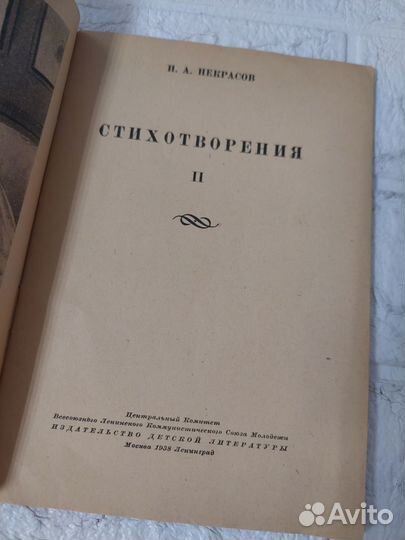 Н. А. НЕКРАСОВ
СТИХОТВОРЕНИЯ
II
Центральный Комитет
Всесоюзного Ленинского Коммунистического Союза Молодежи
ИЗДАТЕЛЬСТВО ДЕТСКОЙ ЛИТЕРАТУРЫ
Москва 1938 Ленинград
Avito